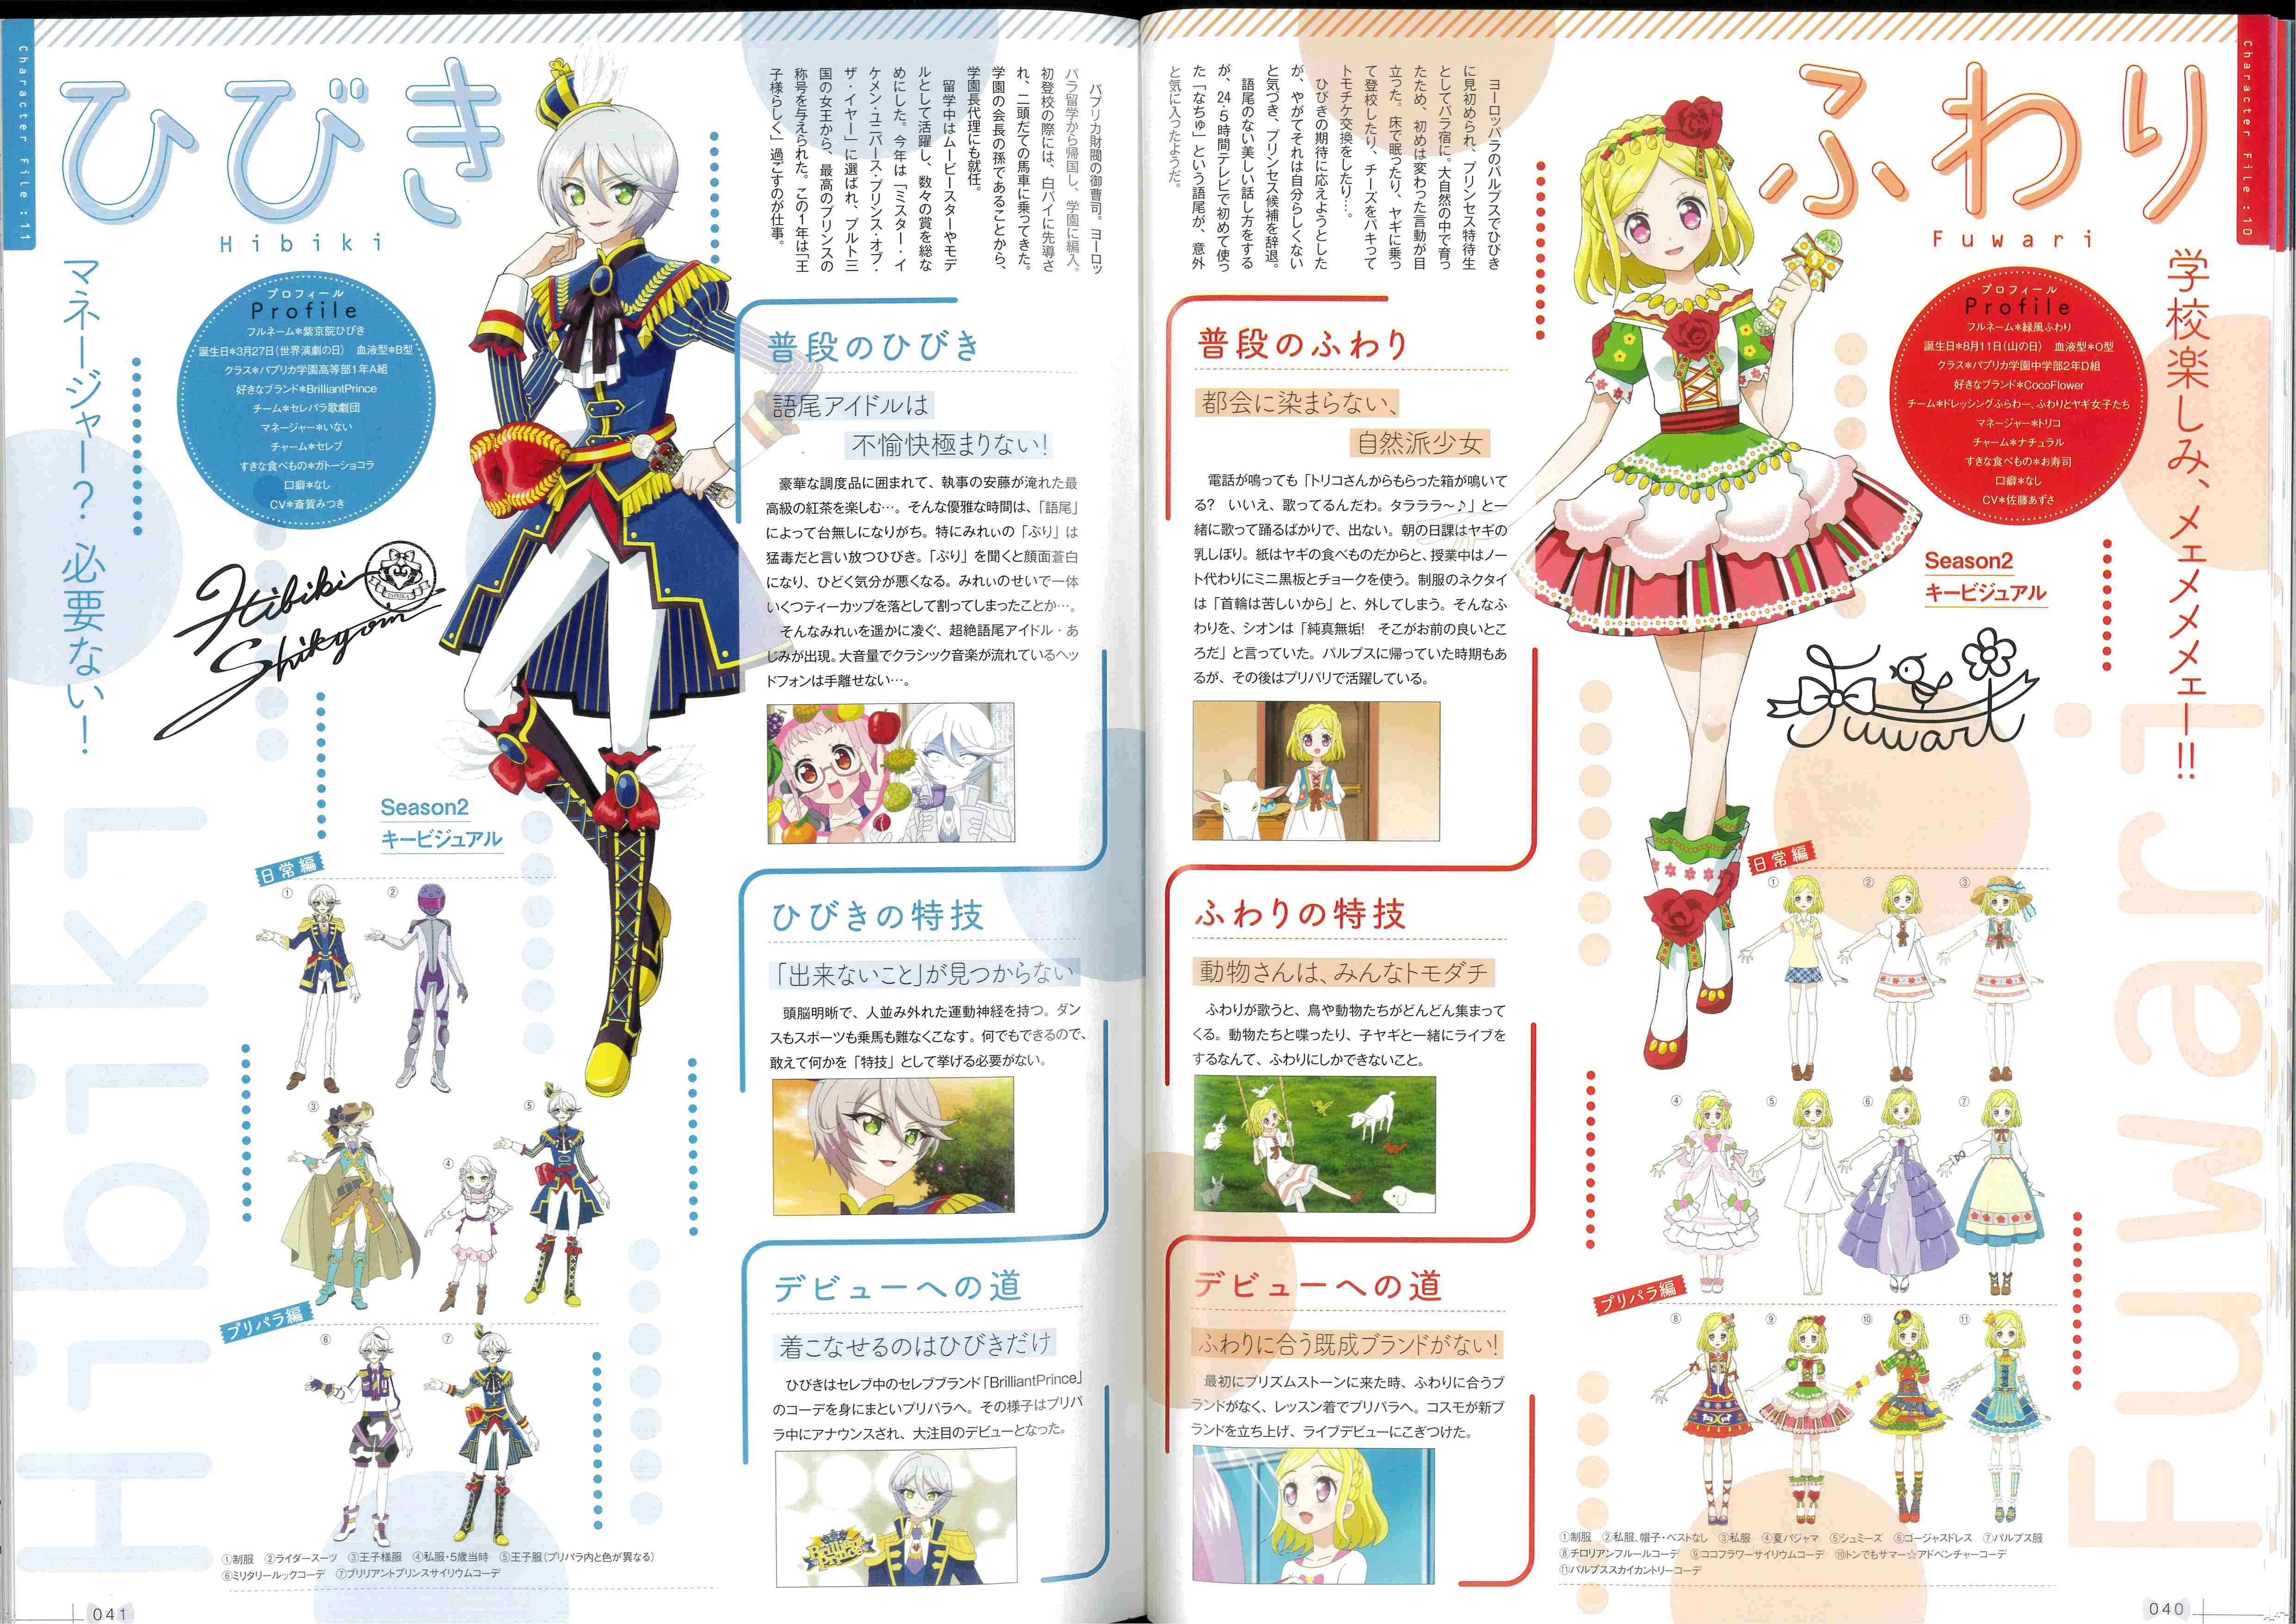 Character File :10
ふわり
Fuwari
学校楽しみ、メェメメメェー!!
プロフィール
Profile
フルネーム*緑風ふわり
誕生日*8月11日(山の日)　血液型*O型
クラス*パプリカ学園中学部2年D組
好きなブランド*CocoFlower
チーム*ドレッシングふらわー、ふわりとヤギ女子たち
マネージャー*トリコ
チャーム*ナチュラル
すきな食べもの*お寿司
口癖*なし
CV*佐藤あずさ
Season2
キービジュアル
Fuwari
ヨーロッパラのパルプスでひびき
に見初められ、プリンセス特待生
としてパラ宿に。大自然の中で育っ
たため、初めは変わった言動が目
立った。床で眠ったり、ヤギに乗っ
て登校したり、チーズをパキって
トモチケ交換をしたり…。
ひびきの期待に応えようとした
が、やがてそれは自分らしくない
と気づき、プリンセス候補を辞退。
語尾のない美しい話し方をする
が、24・5時間テレビで初めて使っ
た「なちゅ」という語尾が、意外
と気に入ったようだ。
普段のふわり
都会に染まらない、
自然派少女
電話が鳴っても「トリコさんからもらった箱が鳴いて
る?　いいえ、歌ってるんだわ。タラララ〜♪」と一
緒に歌って踊るばかりで、出ない。朝の日課はヤギの
乳しぼり。紙はヤギの食べものだからと、授業中はノー
ト代わりにミニ黒板とチョークを使う。制服のネクタイ
は「首輪は苦しいから」と、外してしまう。そんなふ
わりを、シオンは「純真無垢!　そこがお前の良いとこ
ろだ」と言っていた。パルプスに帰っていた時期もあ
るが、その後はプリパリで活躍している。
ふわりの特技
動物さんは、みんなトモダチ
ふわりが歌うと、鳥や動物たちがどんどん集まって
くる。動物たちと喋ったり、子ヤギと一緒にライブを
するなんて、ふわりにしかできないこと。
デビューへの道
ふわりに合う既成ブランドがない!
最初にプリズムストーンに来た時、ふわりに合うブ
ランドがなく、レッスン着でプリパラへ。コスモが新ブ
ランドを立ち上げ、ライブデビューにこぎつけた。
日常編
① ② ③
④ ⑤ ⑥ ⑦
プリパラ編
⑧ ⑨ ⑩ ⑪
①制服　②私服、帽子・ベストなし　③私服　④夏パジャマ　⑤シュミーズ　⑥ゴージャスドレス　⑦パルプス服
⑧チロリアンフルールコーデ　⑨ココフラワーサイリウムコーデ　⑩トンでもサマー☆アドベンチャーコーデ
⑪パルプススカイカントリーコーデ
Fuwari
040
Character File :11
ひびき
Hibiki
マネージャー? 必要ない!
プロフィール
Profile
フルネーム*紫京院ひびき
誕生日*3月27日(世界演劇の日)　血液型*B型
クラス*パプリカ学園高等部1年A組
好きなブランド*BrilliantPrince
チーム*セレパラ歌劇団
マネージャー*いない
チャーム*セレブ
すきな食べもの*ガトーショコラ
口癖*なし
CV*斎賀みつき
Hibiki
Shikyoin
PAPRIKA
Season2
キービジュアル
パプリカ財閥の御曹司。ヨーロッ
パラ留学から帰国し、学園に編入。
初登校の際には、白バイに先導さ
れ、二頭だての馬車に乗ってきた。
学園の会長の孫であることから、
学園長代理にも就任。
留学中はムービースターやモデ
ルとして活躍し、数々の賞を総な
めにした。今年は「ミスター・イ
ケメン・ユニバース・プリンス・オブ・
ザ・イヤー」に選ばれ、プルト三
国の女王から、最高のプリンスの
称号を与えられた。この1年は「王
子様らしく」過ごすのが仕事。
普段のひびき
語尾アイドルは
不愉快極まりない!
豪華な調度品に囲まれて、執事の安藤が淹れた最
高級の紅茶を楽しむ…。そんな優雅な時間は、「語尾」
によって台無しになりがち。特にみれぃの「ぷり」は
猛毒だと言い放つひびき。「ぷり」を聞くと顔面蒼白
になり、ひどく気分が悪くなる。みれぃのせいで一体
いくつティーカップを落として割ってしまったことか…。
そんなみれぃを遥かに凌ぐ、超絶語尾アイドル・あ
じみが出現。大音量でクラシック音楽が流れているヘッ
ドフォンは手離せない…。
ひびきの特技
「出来ないこと」が見つからない
頭脳明晰で、人並み外れた運動神経を持つ。ダン
スもスポーツも乗馬も難なくこなす。何でもできるので、
敢えて何かを「特技」として挙げる必要がない。
デビューへの道
着こなせるのはひびきだけ
ひびきはセレブ中のセレブブランド「BrilliantPrince」
のコーデを身にまといプリパラへ。その様子はプリパ
ラ中にアナウンスされ、大注目のデビューとなった。
Brilliant
Prince
日常編
① ②
③ ④ ⑤
プリパラ編
⑥ ⑦
①制服　②ライダースーツ　③王子様服　④私服・5歳当時　⑤王子服(プリパラ内と色が異なる)
⑥ミリタリールックコーデ　⑦ブリリアントプリンスサイリウムコーデ
Hibiki
041